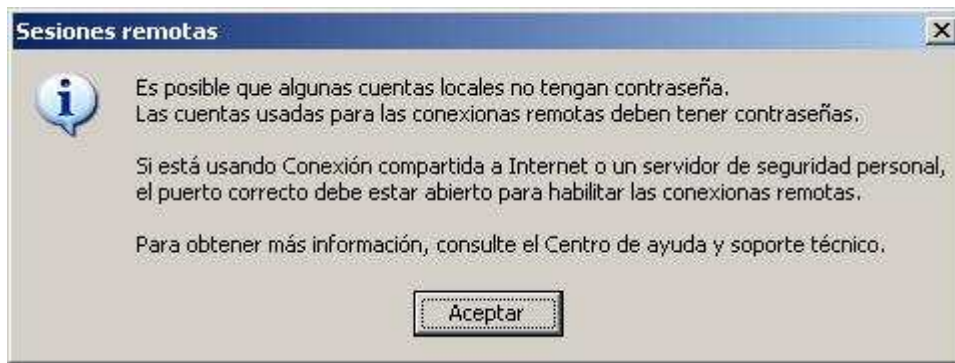 Sesiones remotas
Es posible que algunas cuentas locales no tengan contraseña.
Las cuentas usadas para las conexionas remotas deben tener contraseñas.
Si está usando Conexión compartida a Internet o un servidor de seguridad personal,
el puerto correcto debe estar abierto para habilitar las conexionas remotas.
Para obtener más información, consulte el Centro de ayuda y soporte técnico.
Aceptar